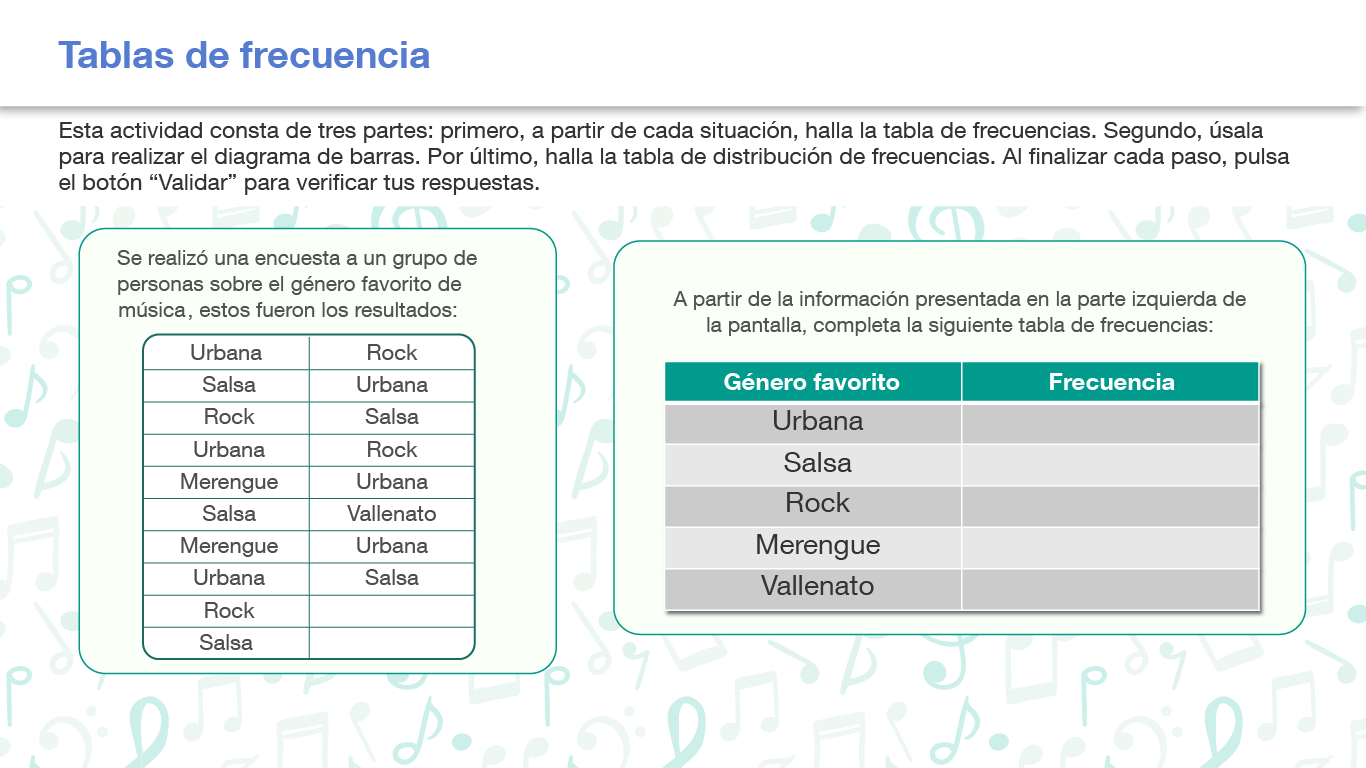 Tablas de frecuencia
Esta actividad consta de tres partes: primero, a partir de cada situación, halla la tabla de frecuencias. Segundo, úsala
para realizar el diagrama de barras. Por último, halla la tabla de distribución de frecuencias. Al finalizar cada paso, pulsa
el botón “Validar” para verificar tus respuestas.
Se realizó una encuesta a un grupo de
personas sobre el género favorito de
música, estos fueron los resultados:
Urbana Rock
Salsa Urbana
Rock Salsa
Urbana Rock
Merengue Urbana
Salsa Vallenato
Merengue Urbana
Urbana Salsa
Rock
Salsa
A partir de la información presentada en la parte izquierda de
la pantalla, completa la siguiente tabla de frecuencias:
Género favorito Frecuencia
Urbana
Salsa
Rock
Merengue
Vallenato